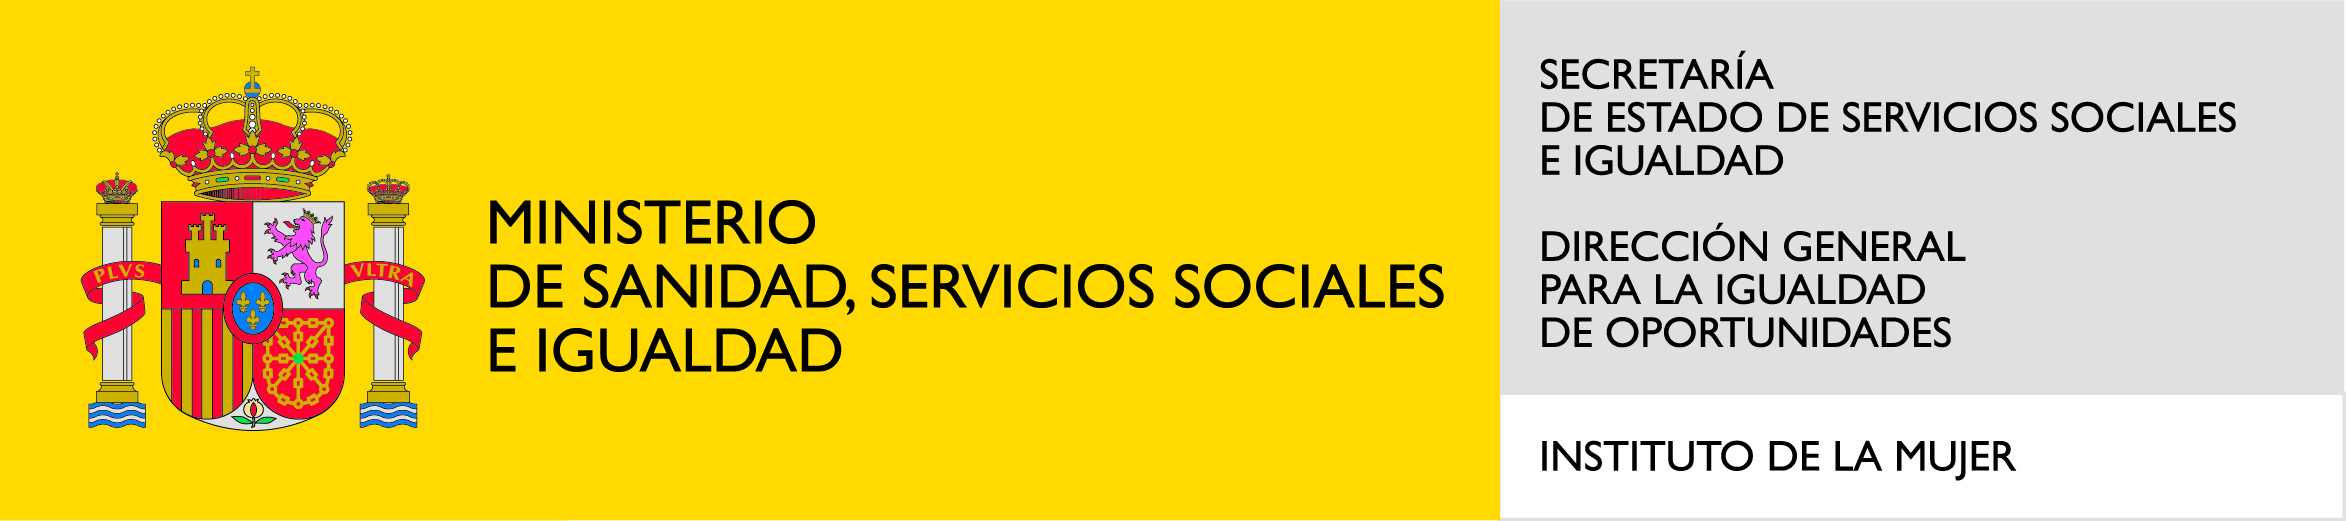 PLVS
VLTRA
MINISTERIO
DE SANIDAD, SERVICIOS SOCIALES
E IGUALDAD
SECRETARÍA
DE ESTADO DE SERVICIOS SOCIALES
E IGUALDAD
DIRECCIÓN GENERAL
PARA LA IGUALDAD
DE OPORTUNIDADES
INSTITUTO DE LA MUJER